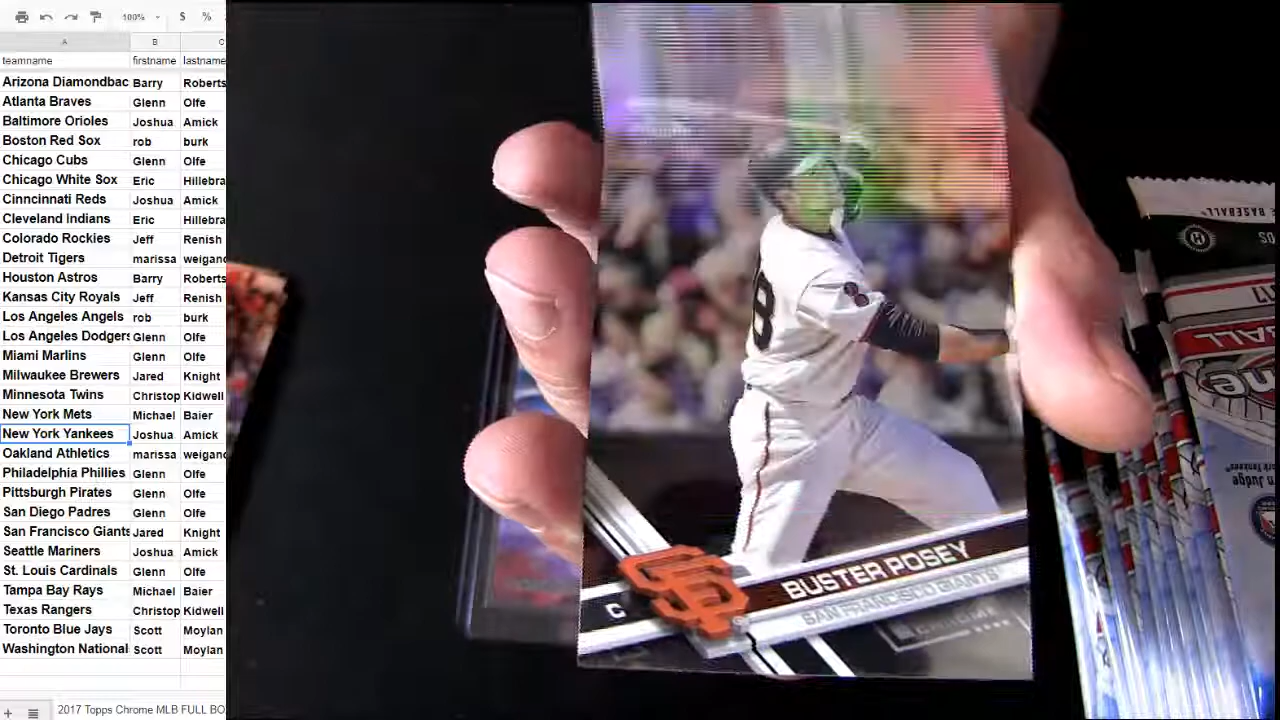 100%
$ %
A B C
teamname firstname lastname
Arizona Diamondbac Barry Roberts
Atlanta Braves Glenn Olfe
Baltimore Orioles Joshua Amick
Boston Red Sox rob burk
Chicago Cubs Glenn Olfe
Chicago White Sox Eric Hillebra
Cinncinnati Reds Joshua Amick
Cleveland Indians Eric Hillebra
Colorado Rockies Jeff Renish
Detroit Tigers marissa weigand
Houston Astros Barry Roberts
Kansas City Royals Jeff Renish
Los Angeles Angels rob burk
Los Angeles Dodgers Glenn Olfe
Miami Marlins Glenn Olfe
Milwaukee Brewers Jared Knight
Minnesota Twins Christop Kidwell
New York Mets Michael Baier
New York Yankees Joshua Amick
Oakland Athletics marissa weigand
Philadelphia Phillies Glenn Olfe
Pittsburgh Pirates Glenn Olfe
San Diego Padres Glenn Olfe
San Francisco Giants Jared Knight
Seattle Mariners Joshua Amick
St. Louis Cardinals Glenn Olfe
Tampa Bay Rays Michael Baier
Texas Rangers Christop Kidwell
Toronto Blue Jays Scott Moylan
Washington National Scott Moylan
2017 Topps Chrome MLB FULL BO
8
SF
C
BUSTER POSEY
SAN FRANCISCO GIANTS
CHROME
BASEBALL